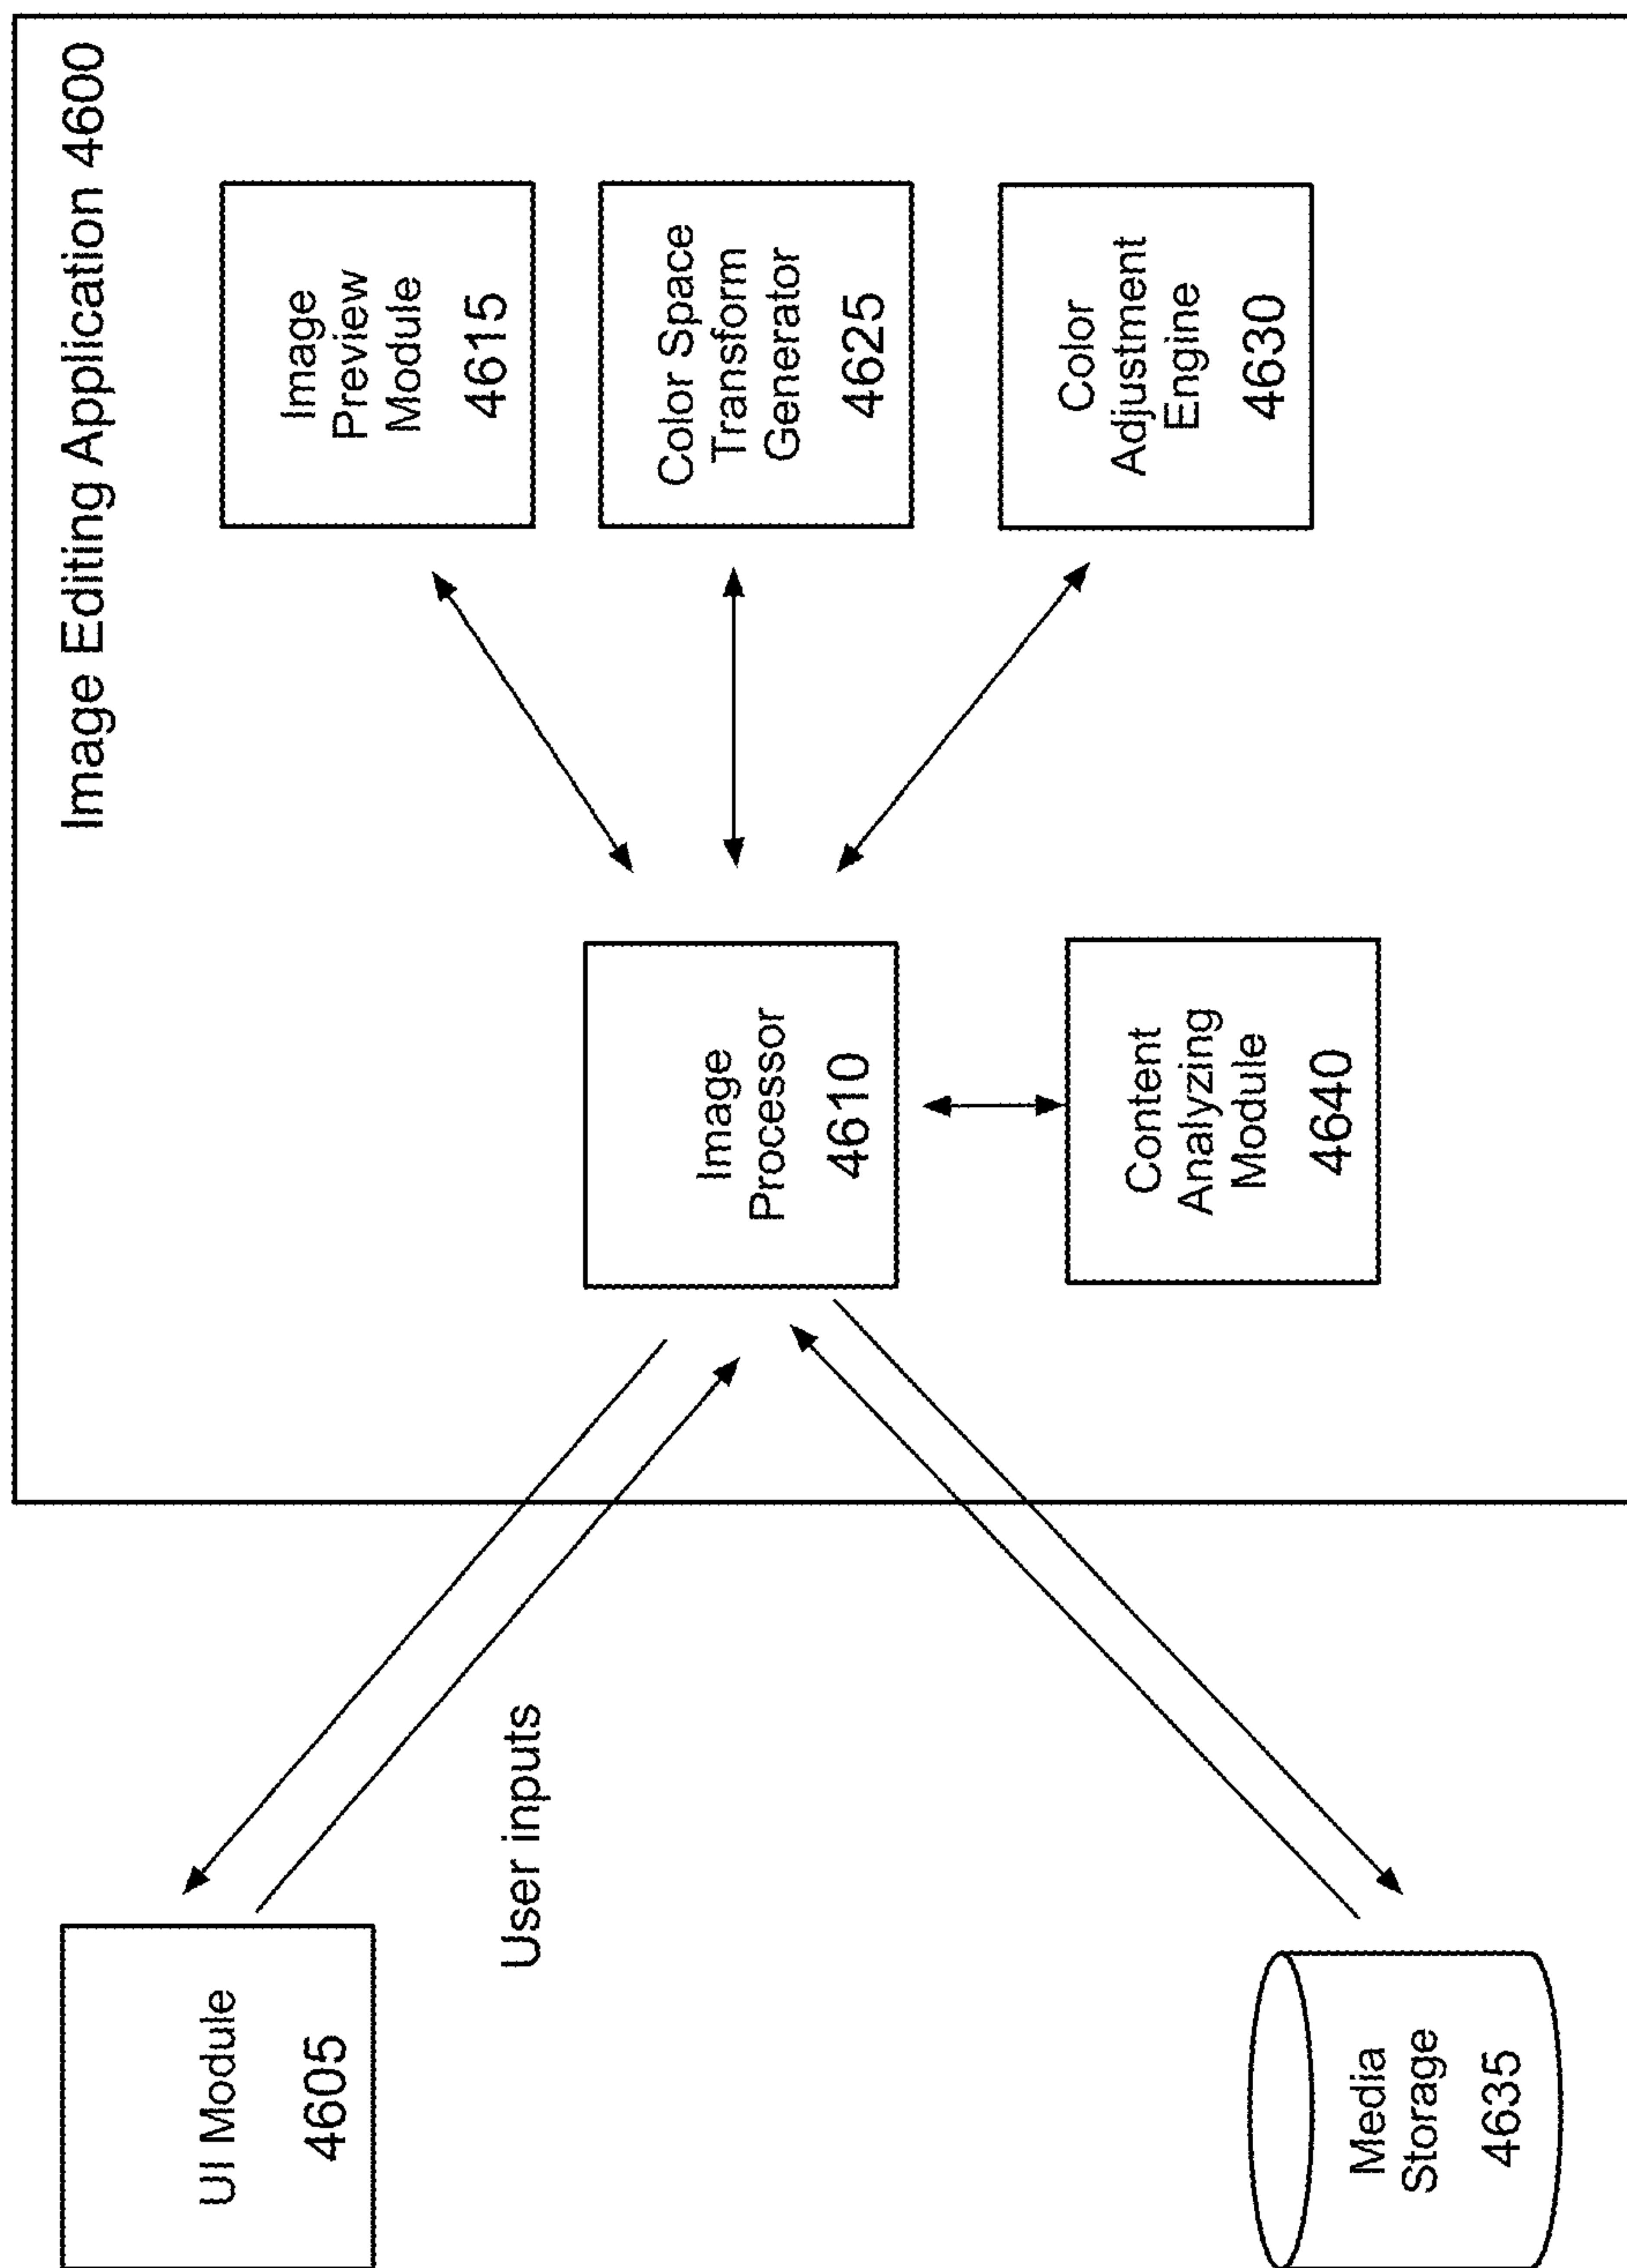 Image Editing Application 4600
UI Module
4605
User inputs
Media
Storage
4635
Image
Processor
4610
Content
Analyzing
Module
4640
Image
Preview
Module
4615
Color Space
Transform
Generator
4625
Color
Adjustment
Engine
4630